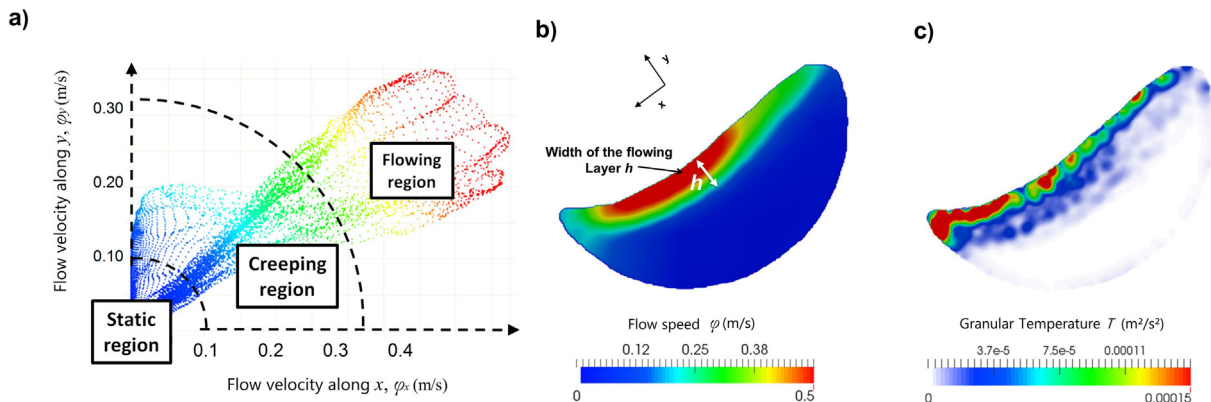 a)
Flow velocity along y, φy (m/s)
0.30
0.20
0.10
Flowing
region
Creeping
region
Static
region
0.1 0.2 0.3 0.4
Flow velocity along x, φx (m/s)
b)
y
x
Width of the flowing
Layer h
h
Flow speed φ (m/s)
0.12 0.25 0.38
0 0.5
c)
Granular Temperature T (m²/s²)
3.7e-5 7.5e-5 0.00011
0 0.00015